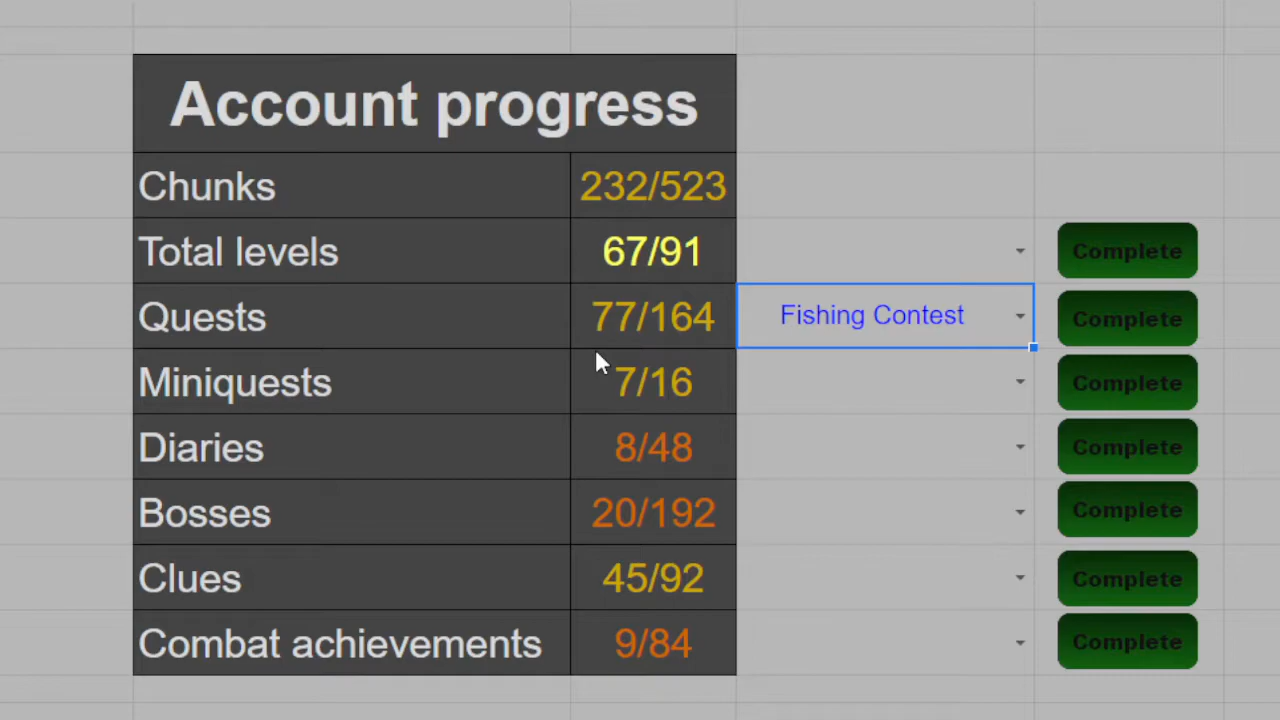 Account progress
Chunks 232/523
Total levels 67/91 Complete
Quests 77/164 Fishing Contest Complete
Miniquests 7/16 Complete
Diaries 8/48 Complete
Bosses 20/192 Complete
Clues 45/92 Complete
Combat achievements 9/84 Complete